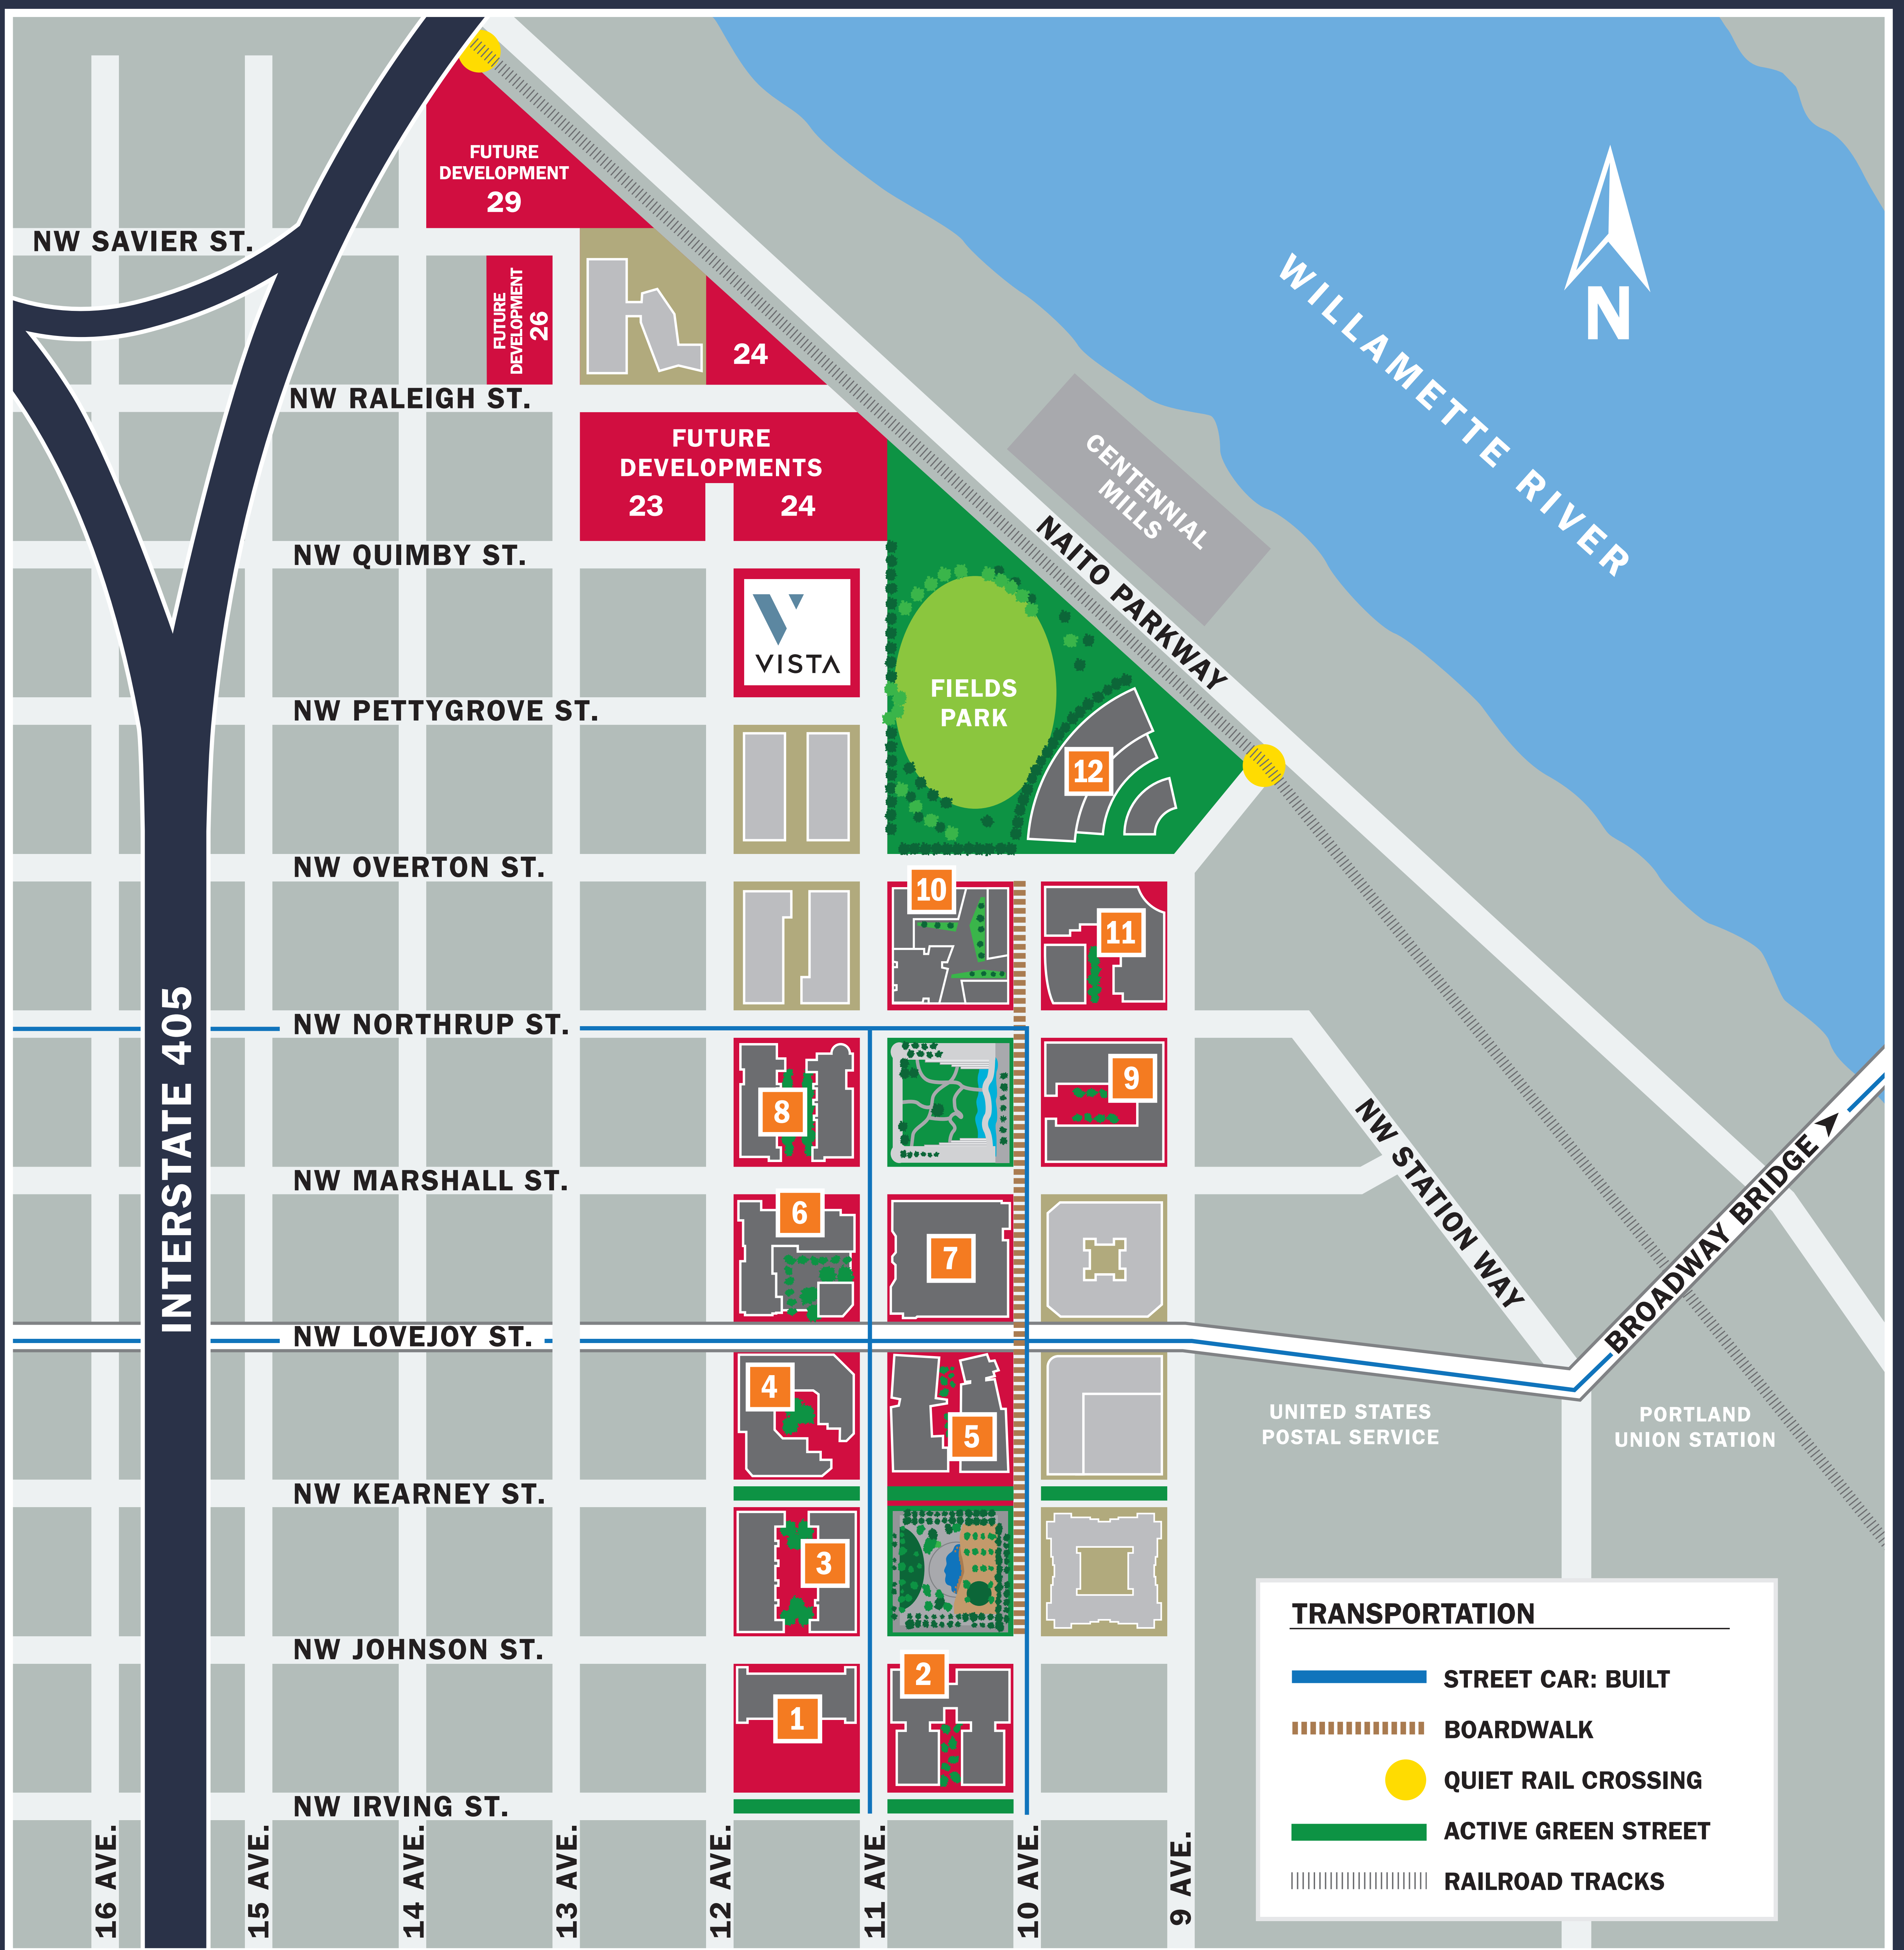 FUTURE
DEVELOPMENT
29
NW SAVIER ST.
FUTURE
DEVELOPMENT
26
24
NW RALEIGH ST.
FUTURE
DEVELOPMENTS
23
24
NW QUIMBY ST.
VISTA
NW PETTYGROVE ST.
FIELDS
PARK
12
NAITO PARKWAY
CENTENNIAL
MILLS
WILLAMETTE RIVER
N
NW OVERTON ST.
10
11
INTERSTATE 405
NW NORTHRUP ST.
8
9
NW MARSHALL ST.
6
7
NW STATION WAY
BROADWAY BRIDGE
NW LOVEJOY ST.
4
5
UNITED STATES
POSTAL SERVICE
PORTLAND
UNION STATION
NW KEARNEY ST.
3
NW JOHNSON ST.
2
1
NW IRVING ST.
16 AVE.
15 AVE.
14 AVE.
13 AVE.
12 AVE.
11 AVE.
10 AVE.
9 AVE.
TRANSPORTATION
STREET CAR: BUILT
BOARDWALK
QUIET RAIL CROSSING
ACTIVE GREEN STREET
RAILROAD TRACKS